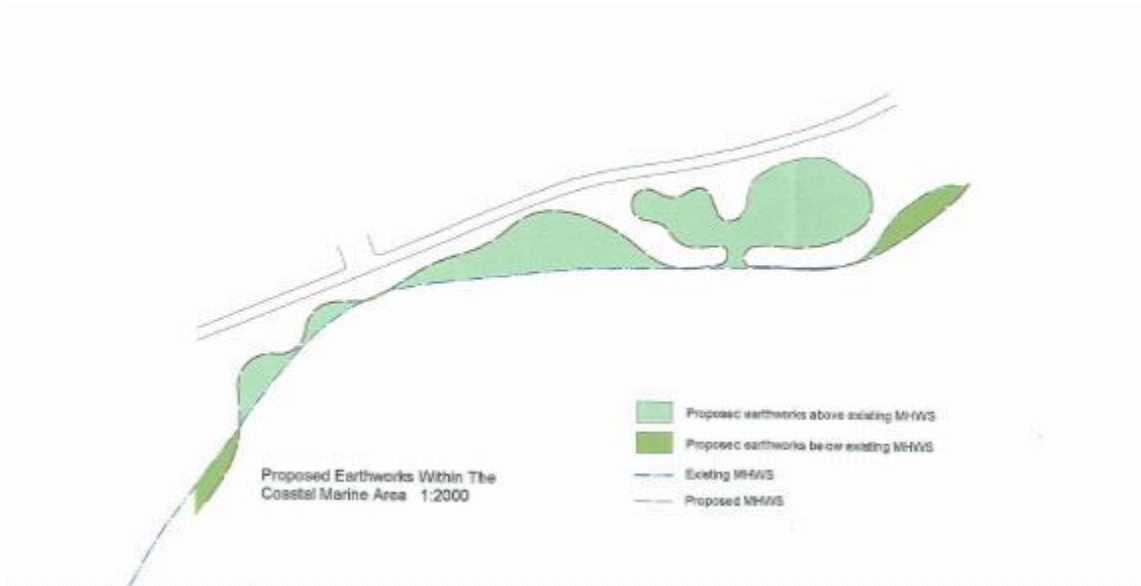 Proposed earthworks above existing MHWS
Proposed earthworks below existing MHWS
Existing MHWS
Proposed MHWS
Proposed Earthworks Within The
Coastal Marine Area 1:2000